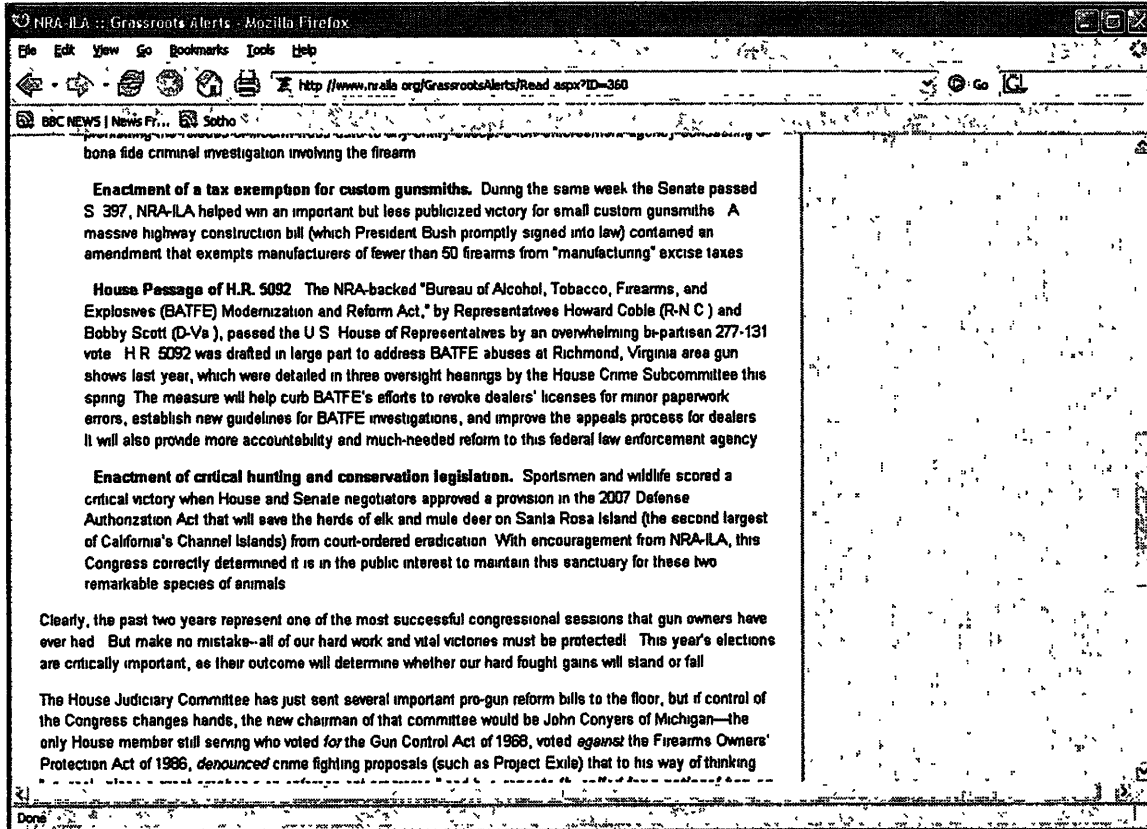 NRA-ILA :: Grassroots Alerts - Mozilla Firefox
File Edit View Go Bookmarks Tools Help
http //www.nraila org/GrassrootsAlerts/Read aspx?ID=360
Go
BBC NEWS | News Fr... Sotho
bona fide criminal investigation involving the firearm
Enactment of a tax exemption for custom gunsmiths. During the same week the Senate passed
S 397, NRA-ILA helped win an important but less publicized victory for small custom gunsmiths A
massive highway construction bill (which President Bush promptly signed into law) contained an
amendment that exempts manufacturers of fewer than 50 firearms from "manufacturing" excise taxes
House Passage of H.R. 5092 The NRA-backed "Bureau of Alcohol, Tobacco, Firearms, and
Explosives (BATFE) Modernization and Reform Act," by Representatives Howard Coble (R-N C ) and
Bobby Scott (D-Va ), passed the U S House of Representatives by an overwhelming bi-partisan 277-131
vote H R 5092 was drafted in large part to address BATFE abuses at Richmond, Virginia area gun
shows last year, which were detailed in three oversight hearings by the House Crime Subcommittee this
spring The measure will help curb BATFE's efforts to revoke dealers' licenses for minor paperwork
errors, establish new guidelines for BATFE investigations, and improve the appeals process for dealers
It will also provide more accountability and much-needed reform to this federal law enforcement agency
Enactment of critical hunting and conservation legislation. Sportsmen and wildlife scored a
critical victory when House and Senate negotiators approved a provision in the 2007 Defense
Authorization Act that will save the herds of elk and mule deer on Santa Rosa Island (the second largest
of California's Channel Islands) from court-ordered eradication With encouragement from NRA-ILA, this
Congress correctly determined it is in the public interest to maintain this sanctuary for these two
remarkable species of animals
Clearly, the past two years represent one of the most successful congressional sessions that gun owners have
ever had But make no mistake--all of our hard work and vital victories must be protected! This year's elections
are critically important, as their outcome will determine whether our hard fought gains will stand or fall
The House Judiciary Committee has just sent several important pro-gun reform bills to the floor, but if control of
the Congress changes hands, the new chairman of that committee would be John Conyers of Michigan—the
only House member still serving who voted for the Gun Control Act of 1968, voted against the Firearms Owners'
Protection Act of 1986, denounced crime fighting proposals (such as Project Exile) that to his way of thinking
Done